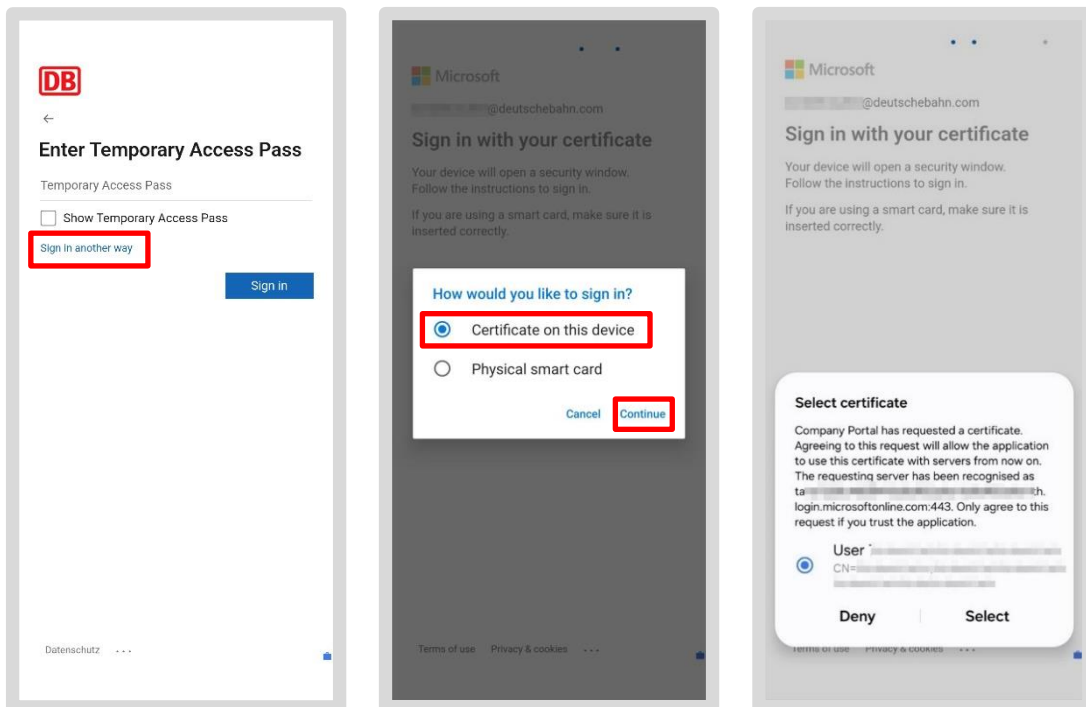 DB
Enter Temporary Access Pass
Temporary Access Pass
Show Temporary Access Pass
Sign in another way
Sign in
Datenschutz ...
Microsoft
@deutschebahn.com
Sign in with your certificate
Your device will open a security window.
Follow the instructions to sign in.
If you are using a smart card, make sure it is
inserted correctly.
How would you like to sign in?
Certificate on this device
Physical smart card
Cancel Continue
Terms of use Privacy & cookies ...
Microsoft
@deutschebahn.com
Sign in with your certificate
Your device will open a security window.
Follow the instructions to sign in.
If you are using a smart card, make sure it is
inserted correctly.
Select certificate
Company Portal has requested a certificate.
Agreeing to this request will allow the application
to use this certificate with servers from now on.
The requesting server has been recognised as
ta th.
login.microsoftonline.com:443. Only agree to this
request if you trust the application.
User
CN=
Deny Select
Terms of use Privacy & cookies ...